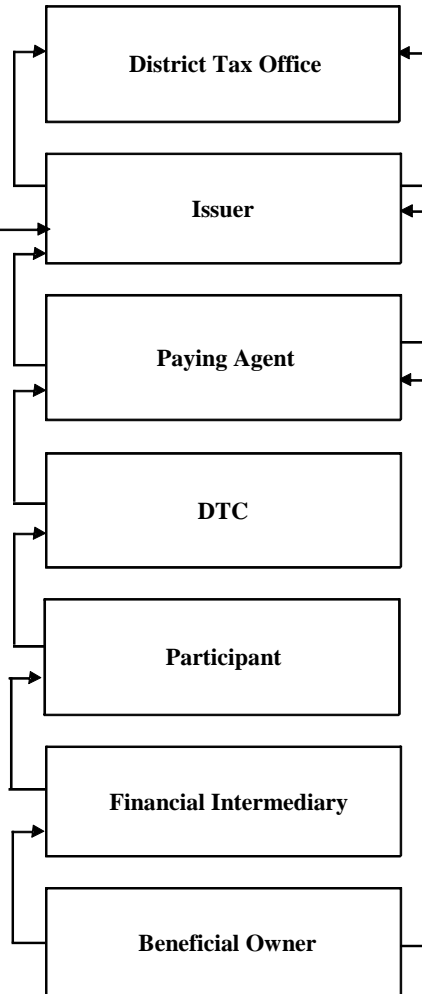 District Tax Office
Issuer
Paying Agent
DTC
Participant
Financial Intermediary
Beneficial Owner